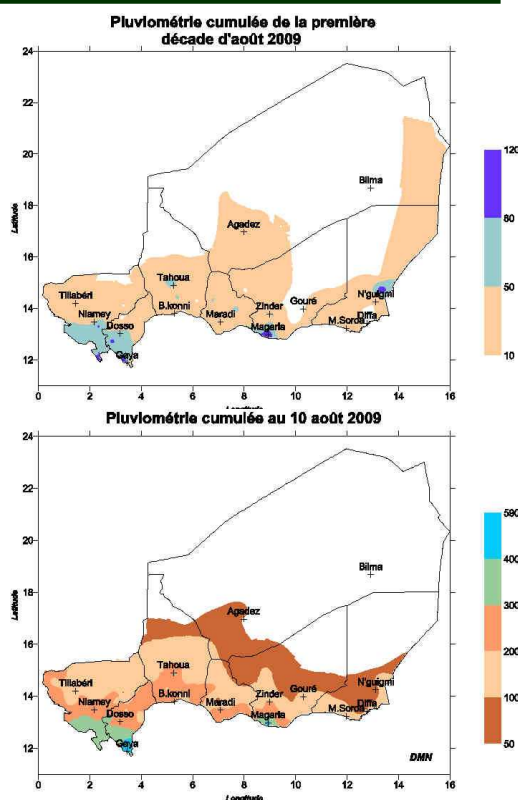 Pluviométrie cumulée de la première
décade d'août 2009
24
22
20
18
16
14
12
Latitude
0 2 4 6 8 10 12 14 16
Bilma
Agadez
Tahoua
Tillabéri
B.konni
Niamey
Dosso
Gaya
Maradi
Zinder
Magaria
Gouré
N'guigmi
M.Soroa
Diffa
120
80
50
10
Pluviométrie cumulée au 10 août 2009
24
22
20
18
16
14
12
Latitude
0 2 4 6 8 10 12 14 16
Longitude
Bilma
Agadez
Tahoua
Tillabéri
B.konni
Niamey
Dosso
Gaya
Maradi
Zinder
Magaria
Gouré
N'guigmi
M.Soroa
Diffa
DMN
590
400
300
200
100
50